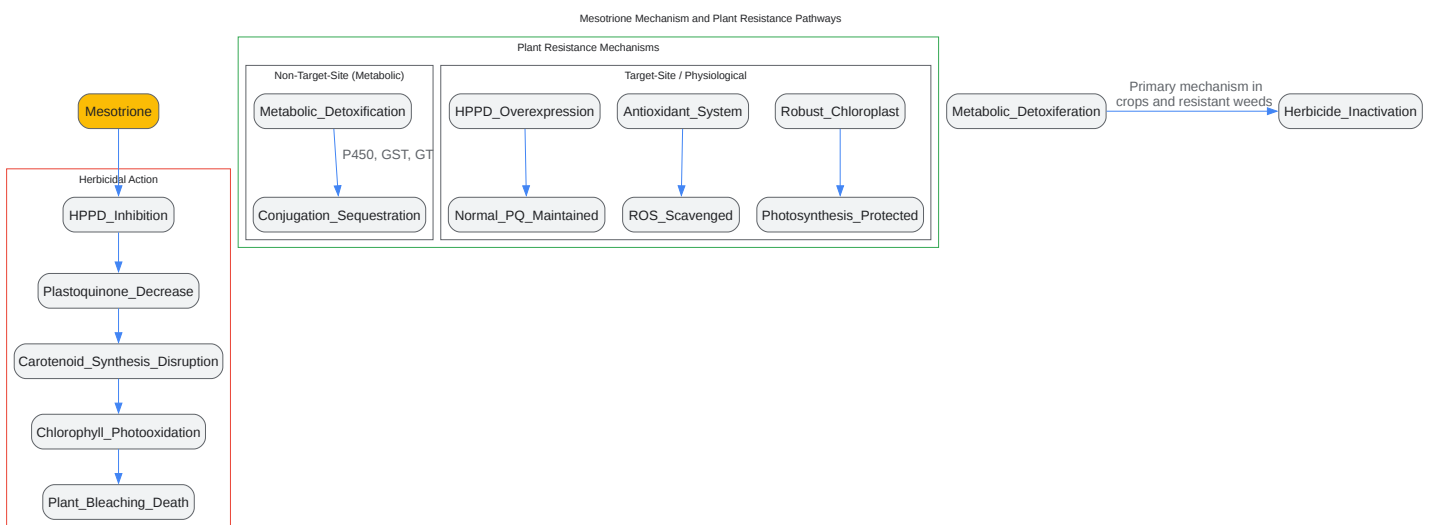 Mesotrione Mechanism and Plant Resistance Pathways
Plant Resistance Mechanisms
Non-Target-Site (Metabolic)
Target-Site / Physiological
Mesotrione
Metabolic_Detoxification
HPPD_Overexpression
Antioxidant_System
Robust_Chloroplast
Metabolic_Detoxiferation
Primary mechanism in
crops and resistant weeds
Herbicide_Inactivation
P450, GST, GT
Herbicidal Action
HPPD_Inhibition
Conjugation_Sequestration
Normal_PQ_Maintained
ROS_Scavenged
Photosynthesis_Protected
Plastoquinone_Decrease
Carotenoid_Synthesis_Disruption
Chlorophyll_Photooxidation
Plant_Bleaching_Death